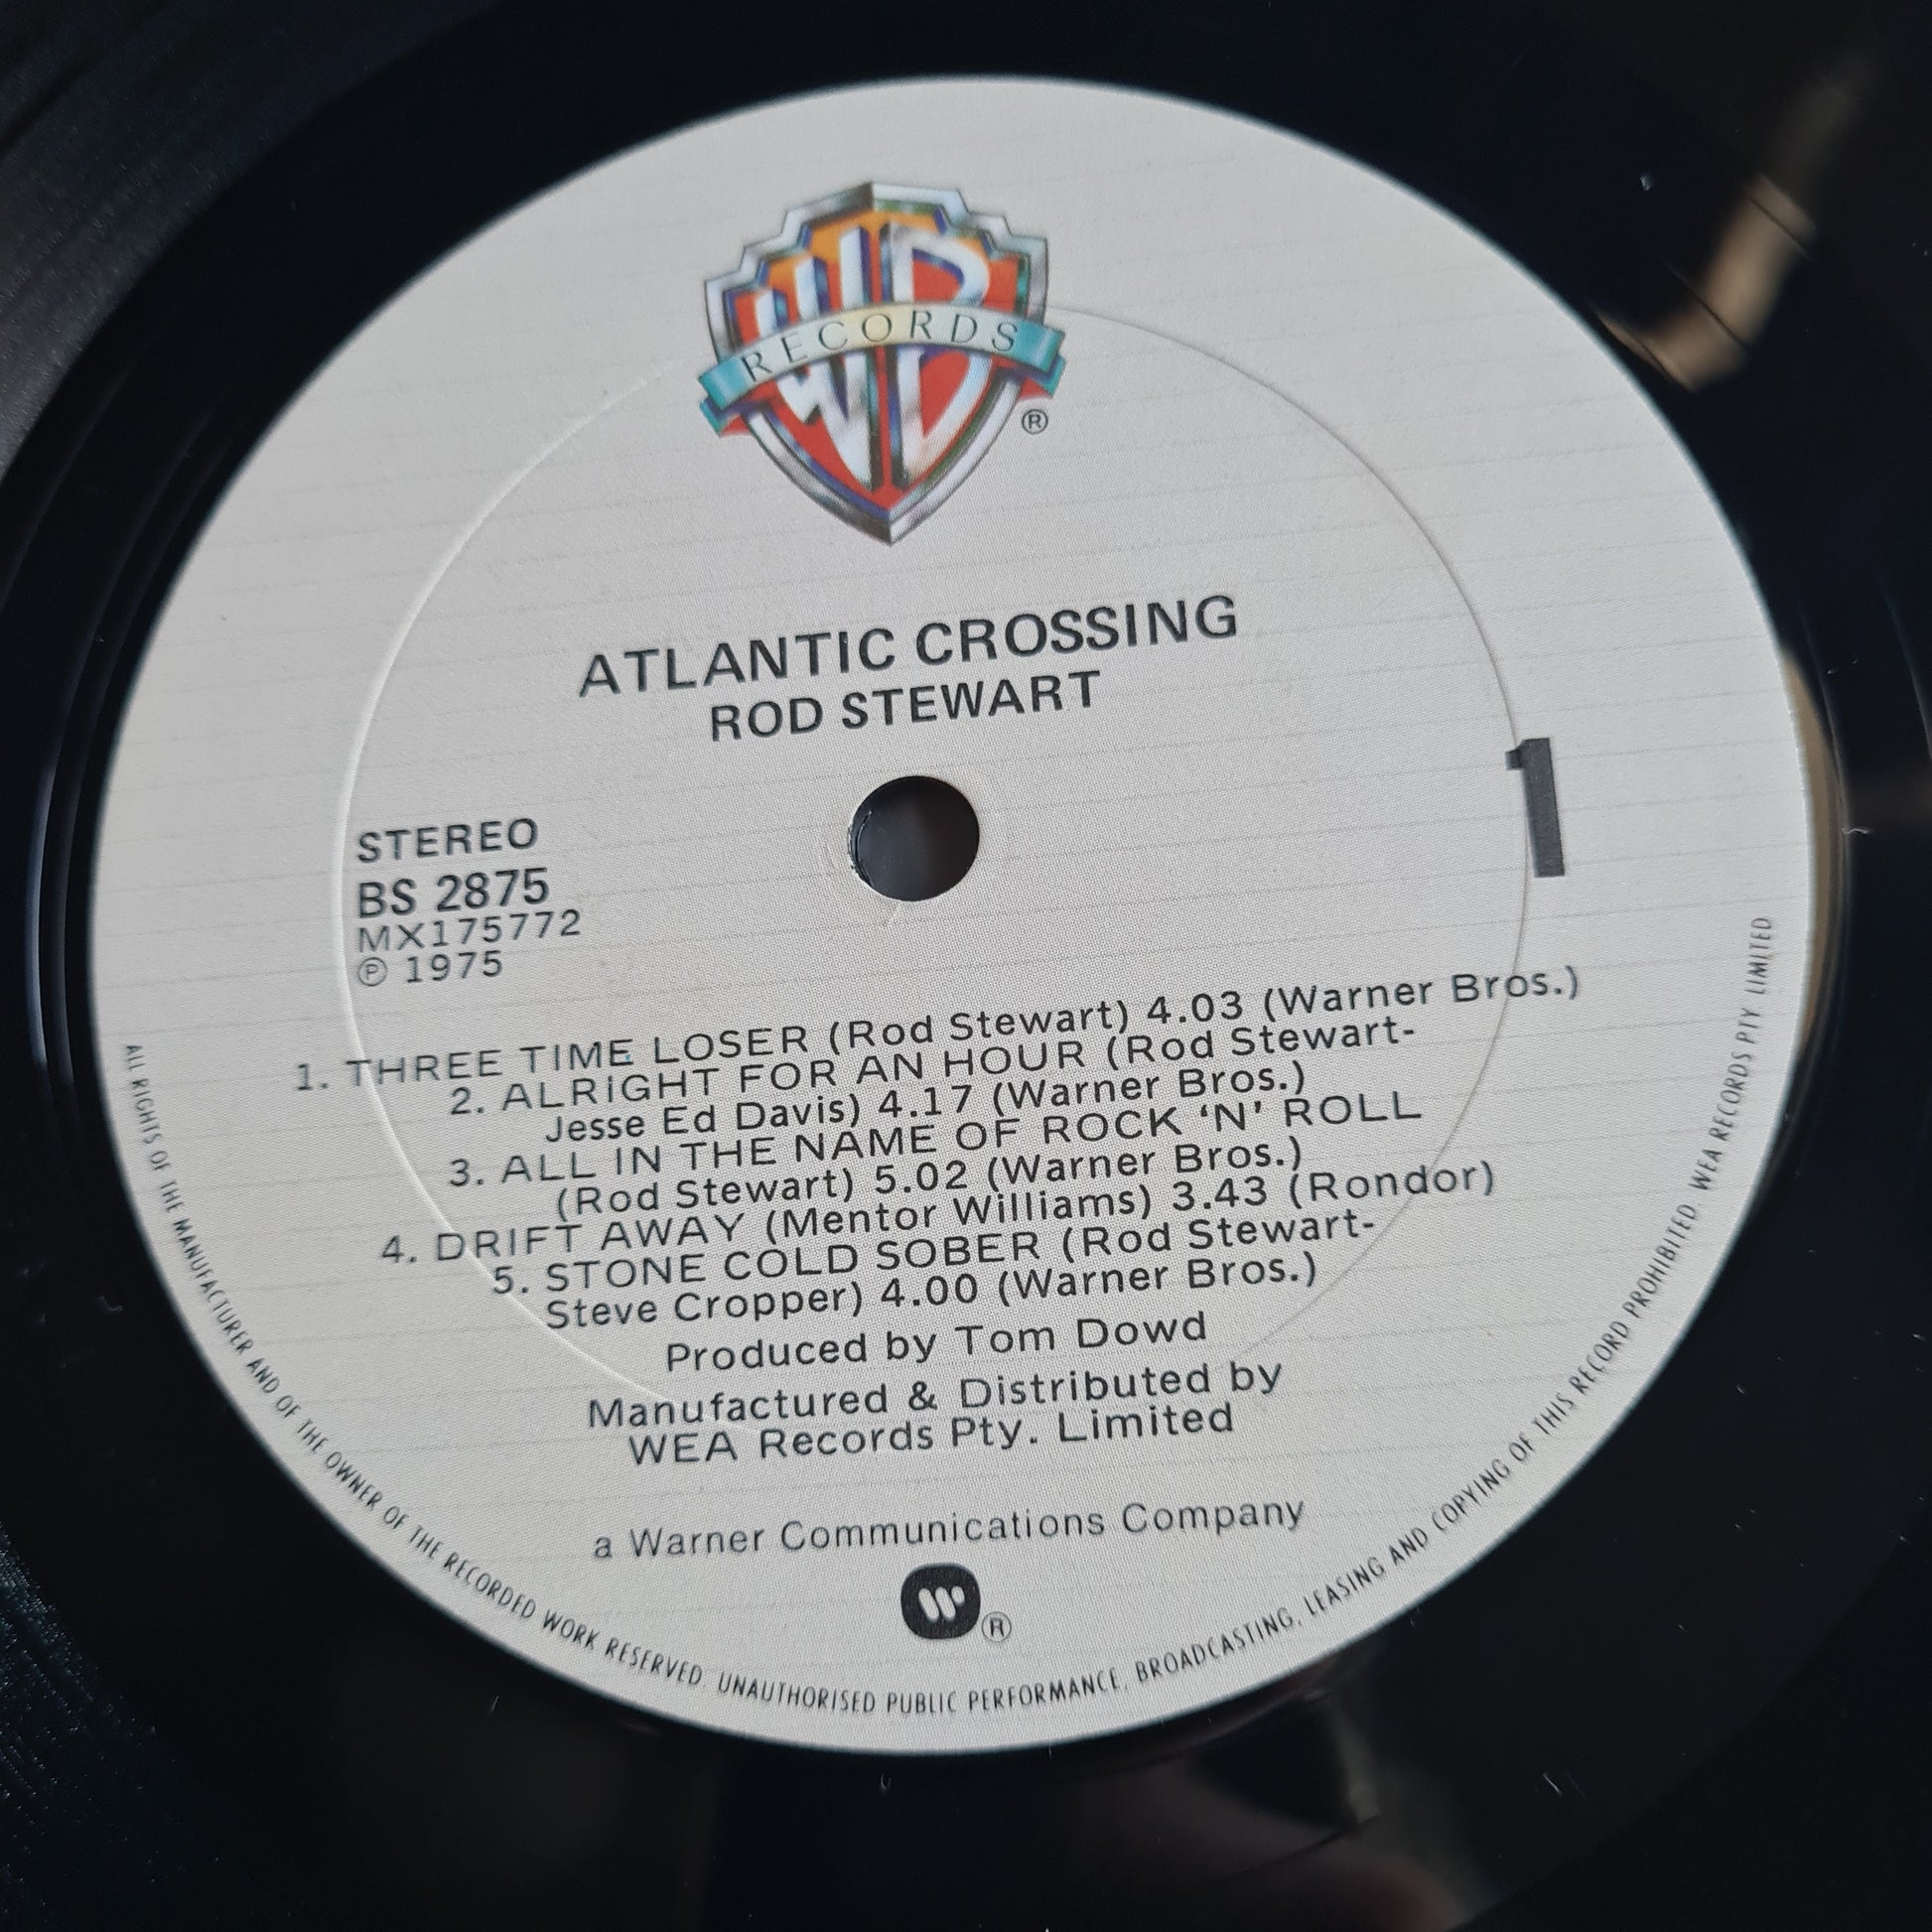 WB
RECORDS
®
ATLANTIC CROSSING
ROD STEWART
1
STEREO
BS 2875
MX175772
℗ 1975
1. THREE TIME LOSER (Rod Stewart) 4.03 (Warner Bros.)
2. ALRIGHT FOR AN HOUR (Rod Stewart-
Jesse Ed Davis) 4.17 (Warner Bros.)
3. ALL IN THE NAME OF ROCK ‘N’ ROLL
(Rod Stewart) 5.02 (Warner Bros.)
4. DRIFT AWAY (Mentor Williams) 3.43 (Rondor)
5. STONE COLD SOBER (Rod Stewart-
Steve Cropper) 4.00 (Warner Bros.)
Produced by Tom Dowd
Manufactured & Distributed by
WEA Records Pty. Limited
a Warner Communications Company
W ®
ALL RIGHTS OF THE MANUFACTURER AND OF THE OWNER OF THE RECORDED WORK RESERVED. UNAUTHORISED PUBLIC PERFORMANCE, BROADCASTING, LEASING AND COPYING OF THIS RECORD PROHIBITED. WEA RECORDS PTY. LIMITED